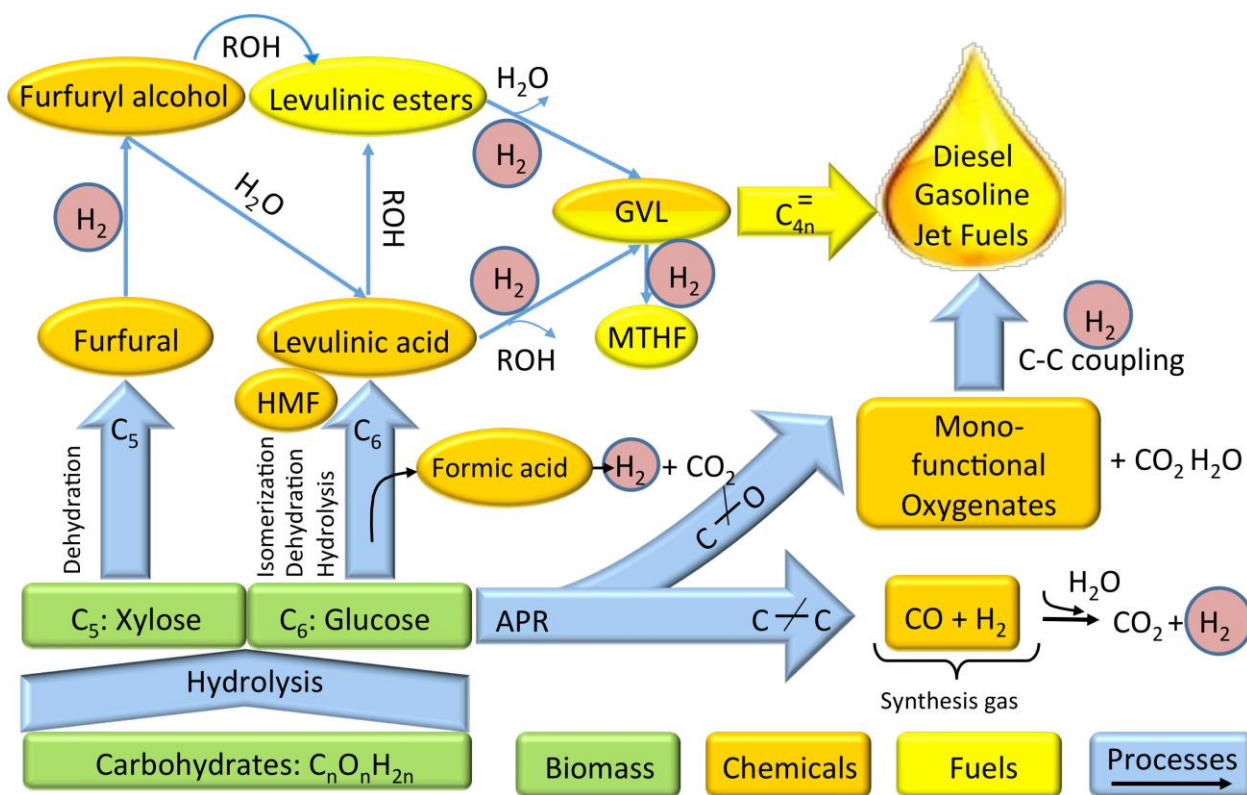 ROH
Furfuryl alcohol
Levulinic esters
H₂O
H₂
H₂
H₂O
ROH
GVL
C₄ₙ⁼
Diesel
Gasoline
Jet Fuels
H₂
H₂
MTHF
ROH
H₂
C-C coupling
Furfural
Levulinic acid
HMF
C₅
C₆
Dehydration
Isomerization
Dehydration
Hydrolysis
Formic acid
H₂ + CO₂
C-O
Mono-
functional
Oxygenates
+ CO₂ H₂O
C₅: Xylose
C₆: Glucose
APR
C-C
CO + H₂
H₂O
CO₂ + H₂
Synthesis gas
Hydrolysis
Carbohydrates: CₙOₙH₂ₙ
Biomass
Chemicals
Fuels
Processes